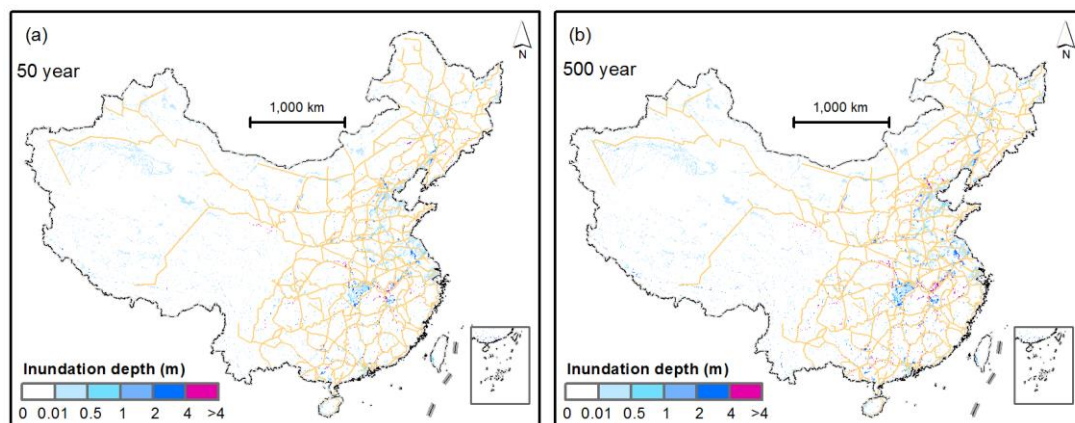 (a)
N
50 year
1,000 km
Inundation depth (m)
0 0.01 0.5 1 2 4 >4
(b)
N
500 year
1,000 km
Inundation depth (m)
0 0.01 0.5 1 2 4 >4